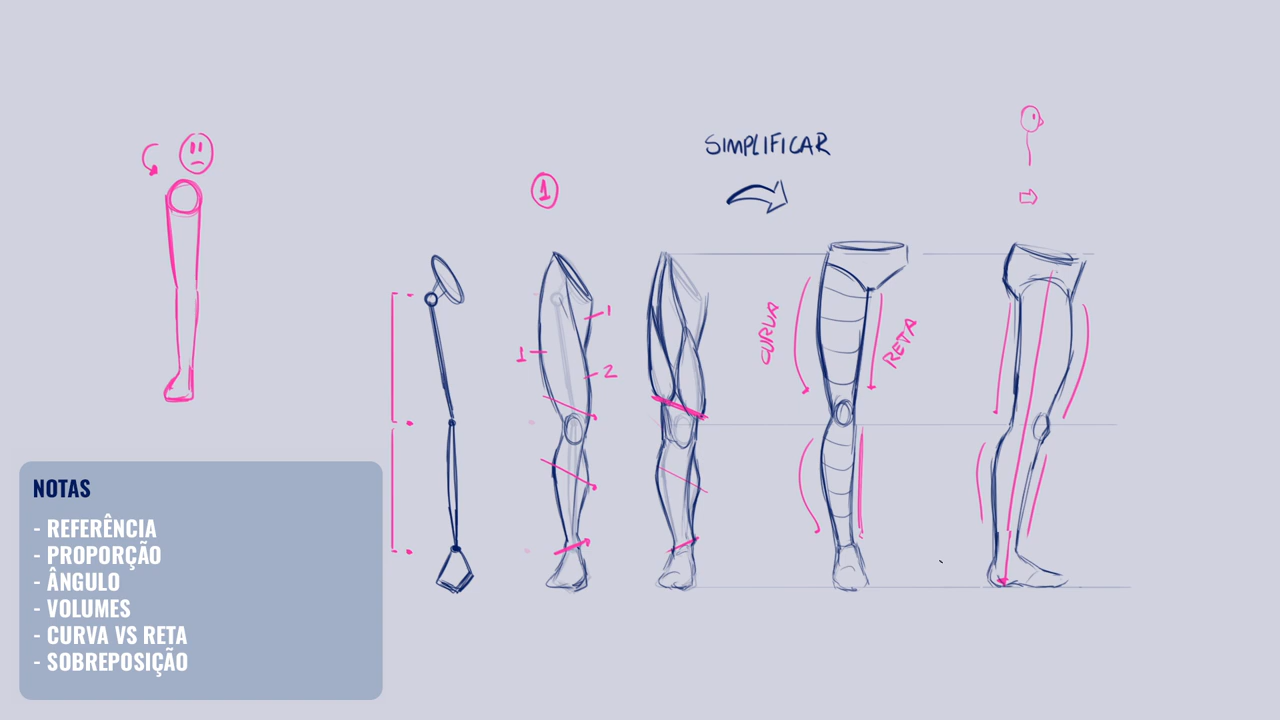 SIMPLIFICAR
1
1
1
2
CURVA
RETA
NOTAS
- REFERÊNCIA
- PROPORÇÃO
- ÂNGULO
- VOLUMES
- CURVA VS RETA
- SOBREPOSIÇÃO